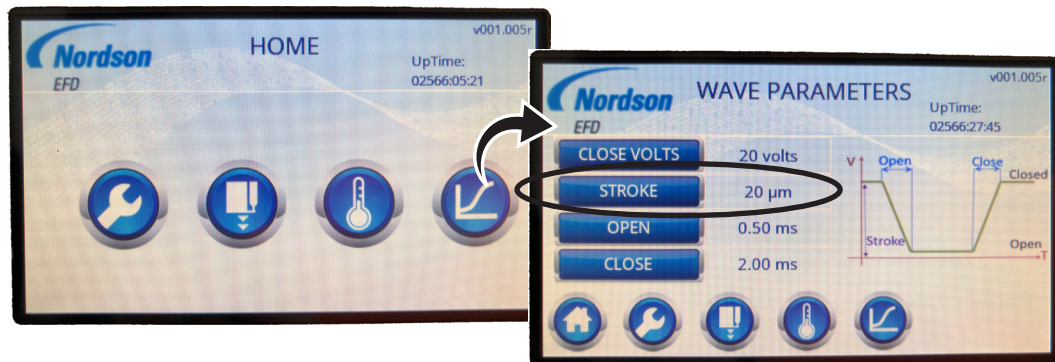 Nordson
EFD
HOME
v001.005r
UpTime:
02566:05:21
Nordson
EFD
WAVE PARAMETERS
v001.005r
UpTime:
02566:27:45
CLOSE VOLTS 20 volts
STROKE 20 μm
OPEN 0.50 ms
CLOSE 2.00 ms
V Open Close
Closed
Stroke
Open
T